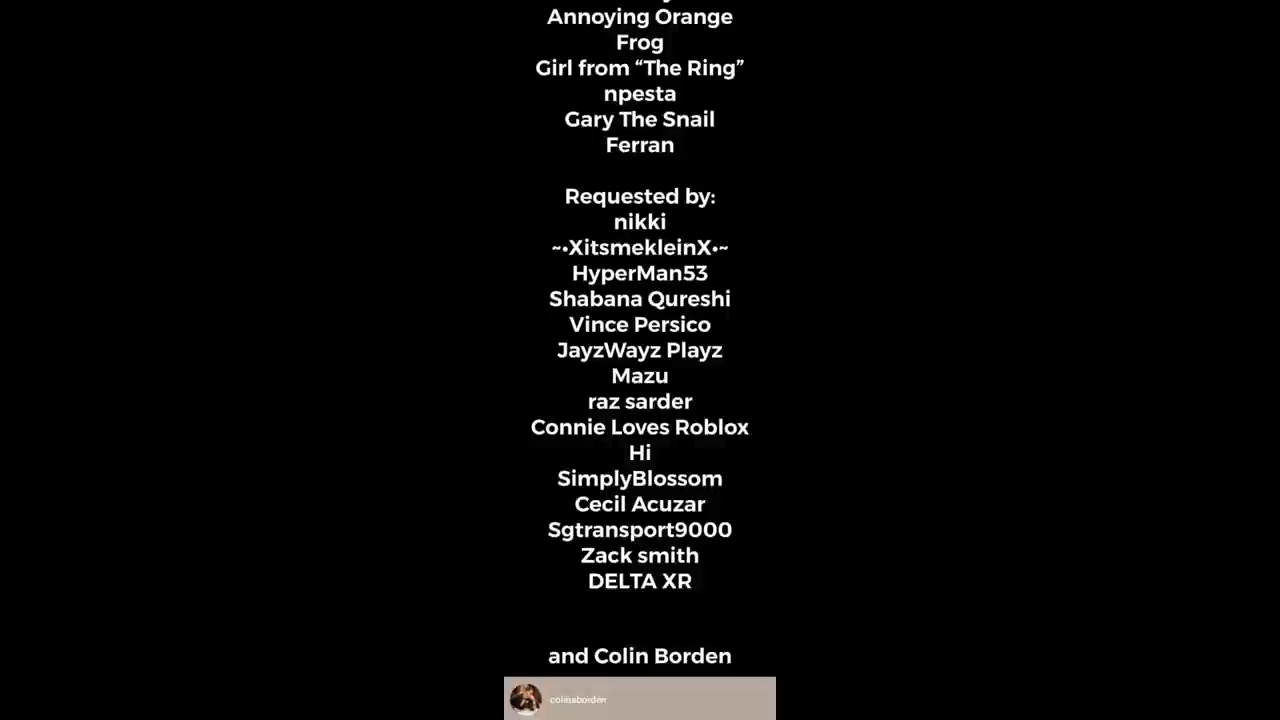 Annoying Orange
Frog
Girl from “The Ring”
npesta
Gary The Snail
Ferran
Requested by:
nikki
~•XitsmekleinX•~
HyperMan53
Shabana Qureshi
Vince Persico
JayzWayz Playz
Mazu
raz sarder
Connie Loves Roblox
Hi
SimplyBlossom
Cecil Acuzar
Sgtransport9000
Zack smith
DELTA XR
and Colin Borden
colinaborden